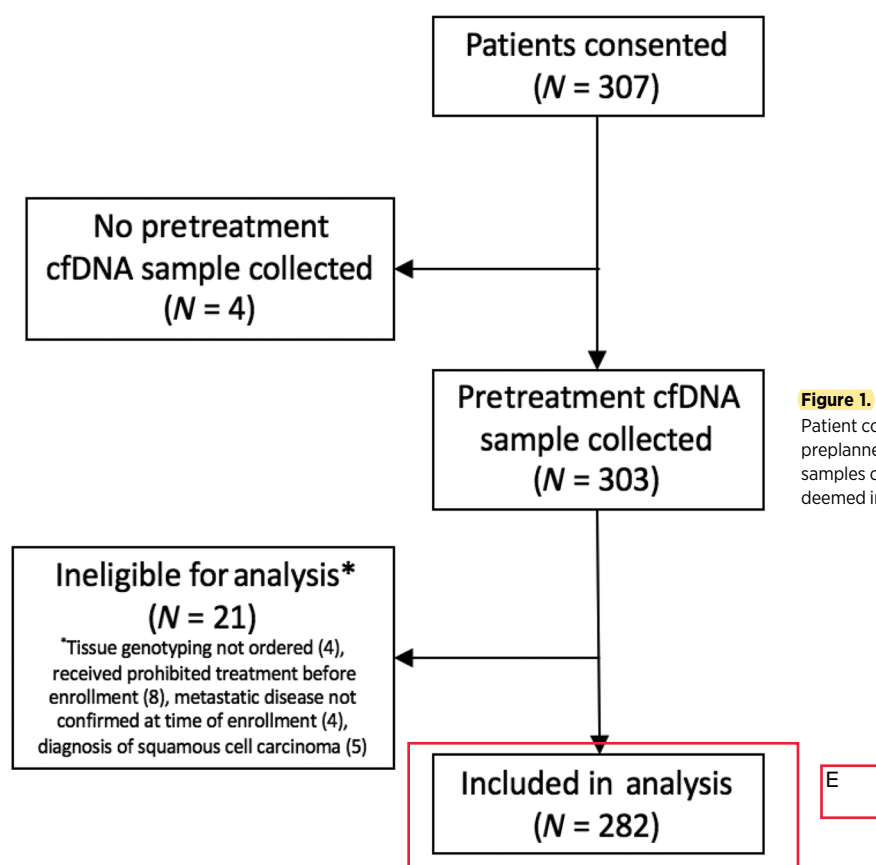 Patients consented
(N = 307)
No pretreatment
cfDNA sample collected
(N = 4)
Pretreatment cfDNA
sample collected
(N = 303)
Figure 1.
Patient co
preplanne
samples c
deemed i
Ineligible for analysis*
(N = 21)
*Tissue genotyping not ordered (4),
received prohibited treatment before
enrollment (8), metastatic disease not
confirmed at time of enrollment (4),
diagnosis of squamous cell carcinoma (5)
Included in analysis
(N = 282)
E